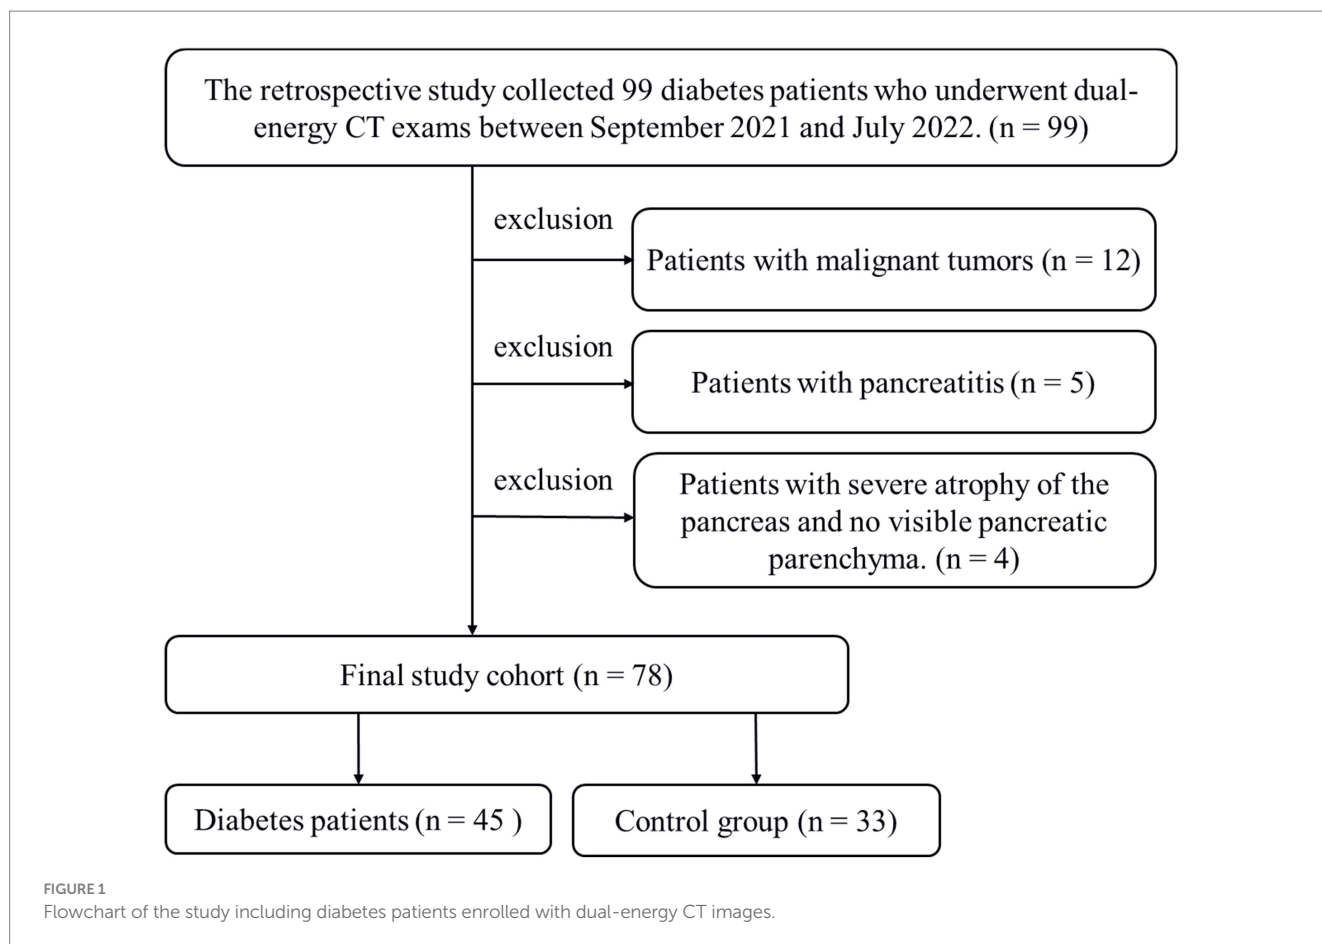 The retrospective study collected 99 diabetes patients who underwent dual-
energy CT exams between September 2021 and July 2022. (n = 99)
exclusion
Patients with malignant tumors (n = 12)
exclusion
Patients with pancreatitis (n = 5)
exclusion
Patients with severe atrophy of the
pancreas and no visible pancreatic
parenchyma. (n = 4)
Final study cohort (n = 78)
Diabetes patients (n = 45 )
Control group (n = 33)
FIGURE 1
Flowchart of the study including diabetes patients enrolled with dual-energy CT images.